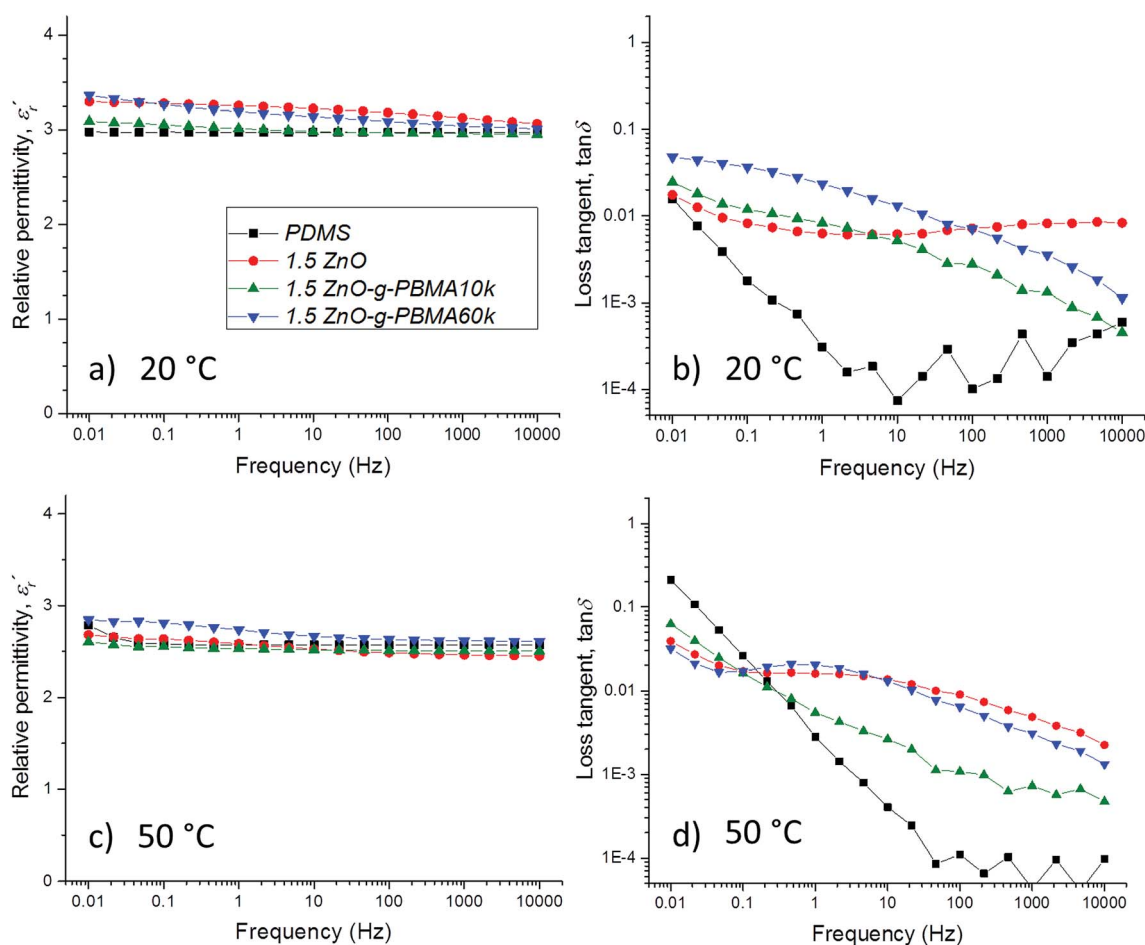 4
3
2
1
0
Relative permittivity, ε′r
PDMS
1.5 ZnO
1.5 ZnO-g-PBMA10k
1.5 ZnO-g-PBMA60k
a) 20 °C
0.01 0.1 1 10 100 1000 10000
Frequency (Hz)
1
0.1
0.01
1E-3
1E-4
Loss tangent, tanδ
b) 20 °C
0.01 0.1 1 10 100 1000 10000
Frequency (Hz)
4
3
2
1
0
Relative permittivity, ε′r
c) 50 °C
0.01 0.1 1 10 100 1000 10000
Frequency (Hz)
1
0.1
0.01
1E-3
1E-4
Loss tangent, tanδ
d) 50 °C
0.01 0.1 1 10 100 1000 10000
Frequency (Hz)